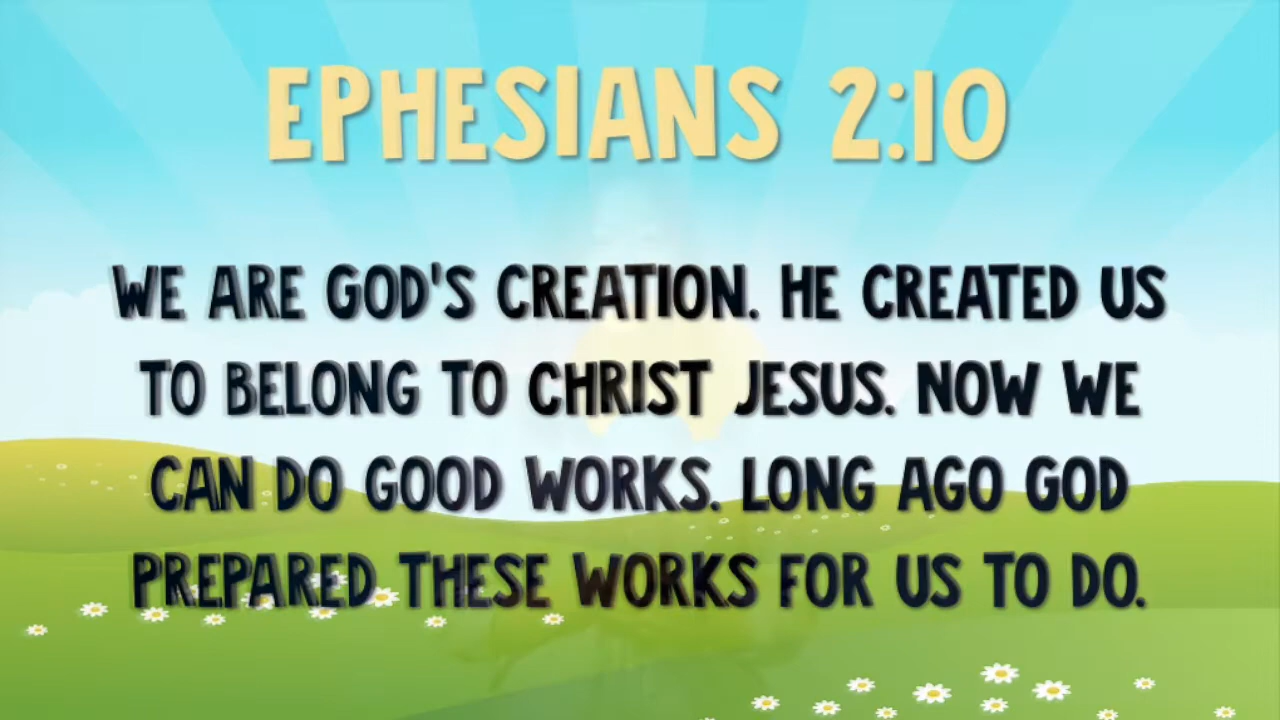 EPHESIANS 2:10
WE ARE GOD'S CREATION. HE CREATED US
TO BELONG TO CHRIST JESUS. NOW WE
CAN DO GOOD WORKS. LONG AGO GOD
PREPARED THESE WORKS FOR US TO DO.